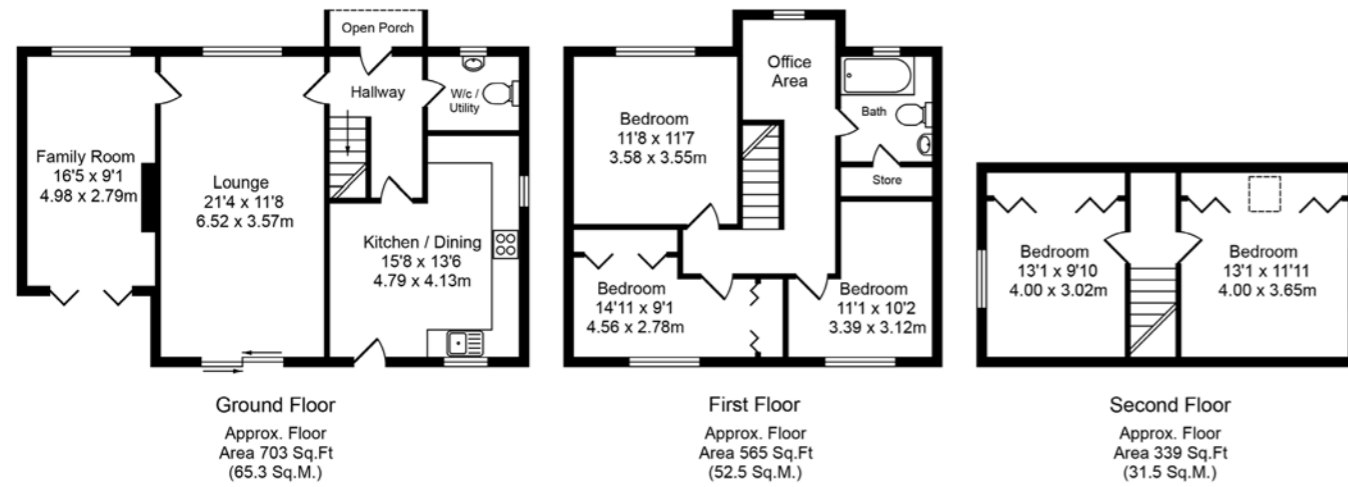 Open Porch
Hallway
W/c /
Utility
Family Room
16'5 x 9'1
4.98 x 2.79m
Lounge
21'4 x 11'8
6.52 x 3.57m
Kitchen / Dining
15'8 x 13'6
4.79 x 4.13m
Ground Floor
Approx. Floor
Area 703 Sq.Ft
(65.3 Sq.M.)
Office
Area
Bath
Bedroom
11'8 x 11'7
3.58 x 3.55m
Store
Bedroom
14'11 x 9'1
4.56 x 2.78m
Bedroom
11'1 x 10'2
3.39 x 3.12m
First Floor
Approx. Floor
Area 565 Sq.Ft
(52.5 Sq.M.)
Bedroom
13'1 x 9'10
4.00 x 3.02m
Bedroom
13'1 x 11'11
4.00 x 3.65m
Second Floor
Approx. Floor
Area 339 Sq.Ft
(31.5 Sq.M.)